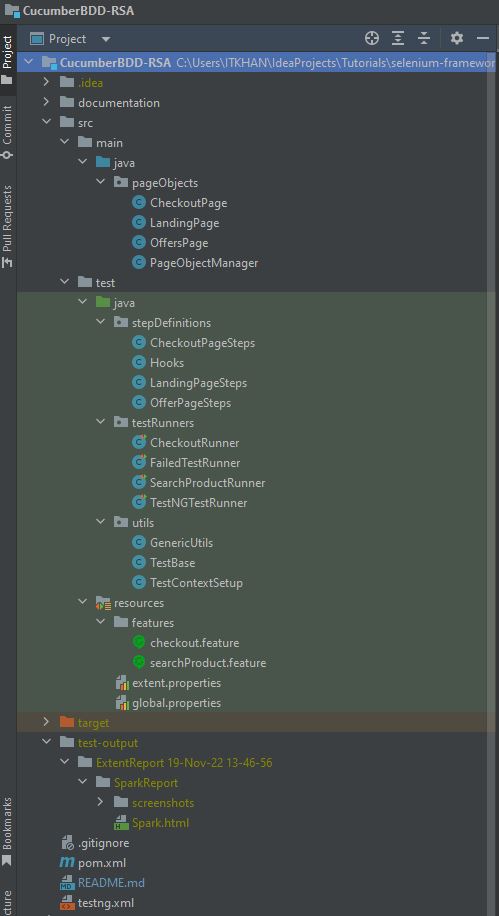 CucumberBDD-RSA
Project
Project
CucumberBDD-RSA C:\Users\ITKHAN\IdeaProjects\Tutorials\selenium-framewor
.idea
documentation
src
main
java
pageObjects
CheckoutPage
LandingPage
OffersPage
PageObjectManager
test
java
stepDefinitions
CheckoutPageSteps
Hooks
LandingPageSteps
OfferPageSteps
testRunners
CheckoutRunner
FailedTestRunner
SearchProductRunner
TestNGTestRunner
utils
GenericUtils
TestBase
TestContextSetup
resources
features
checkout.feature
searchProduct.feature
extent.properties
global.properties
target
test-output
ExtentReport 19-Nov-22 13-46-56
SparkReport
screenshots
Spark.html
.gitignore
pom.xml
README.md
testng.xml
Commit
Pull Requests
Bookmarks
cture